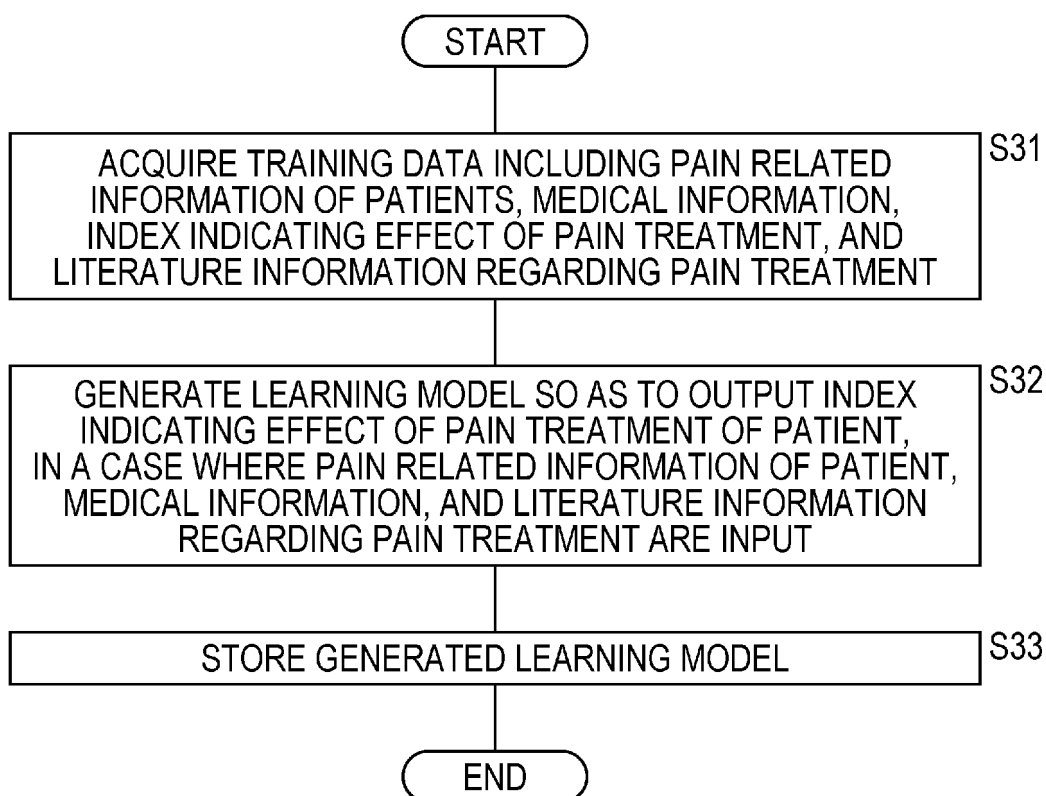 START
S31
ACQUIRE TRAINING DATA INCLUDING PAIN RELATED
INFORMATION OF PATIENTS, MEDICAL INFORMATION,
INDEX INDICATING EFFECT OF PAIN TREATMENT, AND
LITERATURE INFORMATION REGARDING PAIN TREATMENT
S32
GENERATE LEARNING MODEL SO AS TO OUTPUT INDEX
INDICATING EFFECT OF PAIN TREATMENT OF PATIENT,
IN A CASE WHERE PAIN RELATED INFORMATION OF PATIENT,
MEDICAL INFORMATION, AND LITERATURE INFORMATION
REGARDING PAIN TREATMENT ARE INPUT
S33
STORE GENERATED LEARNING MODEL
END